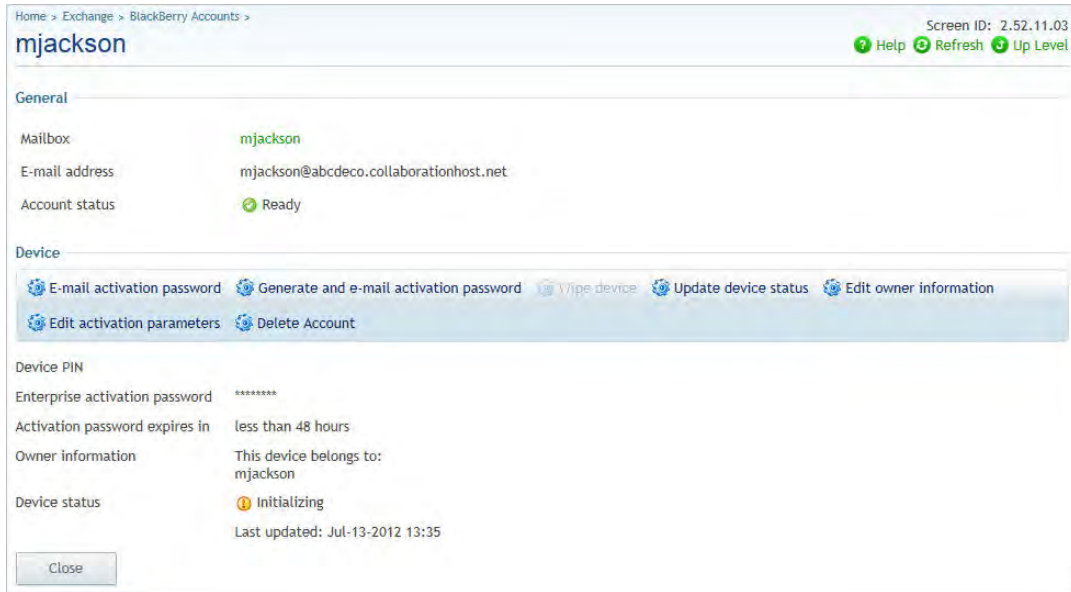 Home > Exchange > BlackBerry Accounts >
Screen ID: 2.52.11.03
mjackson
Help Refresh Up Level
General
Mailbox mjackson
E-mail address mjackson@abcdeco.collaborationhost.net
Account status Ready
Device
E-mail activation password Generate and e-mail activation password Wipe device Update device status Edit owner information
Edit activation parameters Delete Account
Device PIN
Enterprise activation password ********
Activation password expires in less than 48 hours
Owner information This device belongs to:
mjackson
Device status Initializing
Last updated: Jul-13-2012 13:35
Close